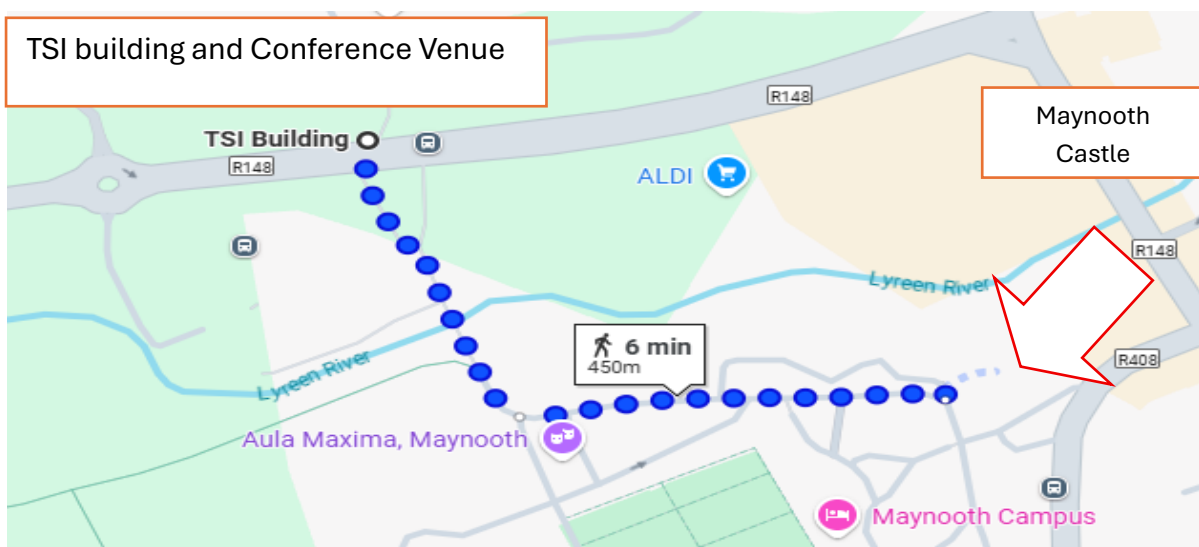 TSI building and Conference Venue
R148
Maynooth
Castle
TSI Building
R148
ALDI
R148
Lyreen River
6 min
450m
R408
Lyreen River
Aula Maxima, Maynooth
Maynooth Campus